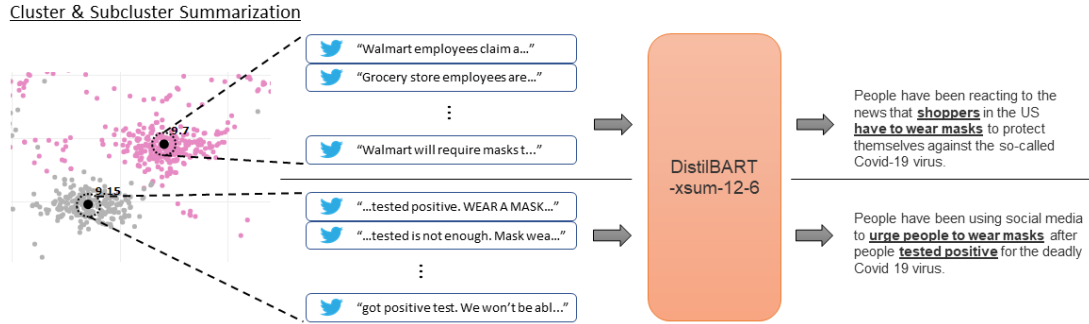 Cluster & Subcluster Summarization
9.7
9.15
“Walmart employees claim a...”
“Grocery store employees are...”
...
“Walmart will require masks t...”
“...tested positive. WEAR A MASK...”
“...tested is not enough. Mask wea...”
...
“got positive test. We won’t be abl...”
DistilBART
-xsum-12-6
People have been reacting to the
news that shoppers in the US
have to wear masks to protect
themselves against the so-called
Covid-19 virus.
People have been using social media
to urge people to wear masks after
people tested positive for the deadly
Covid 19 virus.